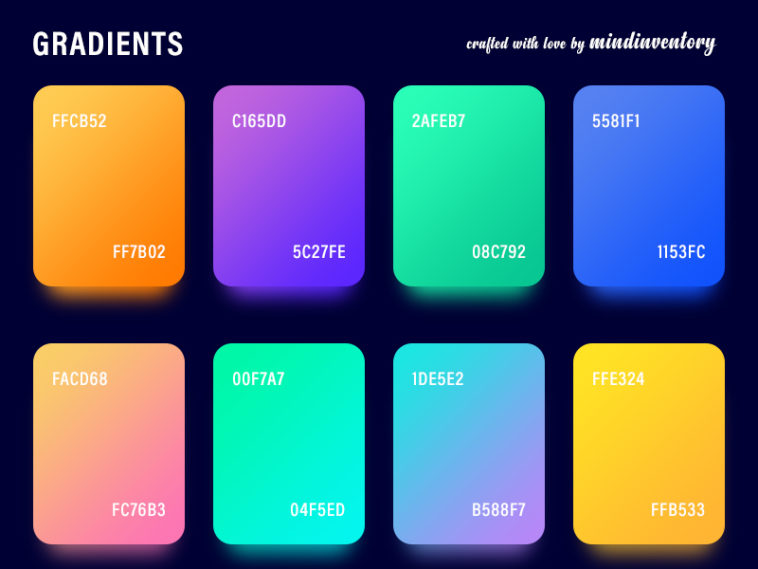 GRADIENTS
crafted with love by mindinventory
FFCB52
C165DD
2AFEB7
5581F1
FF7B02
5C27FE
08C792
1153FC
FACD68
00F7A7
1DE5E2
FFE324
FC76B3
04F5ED
B588F7
FFB533